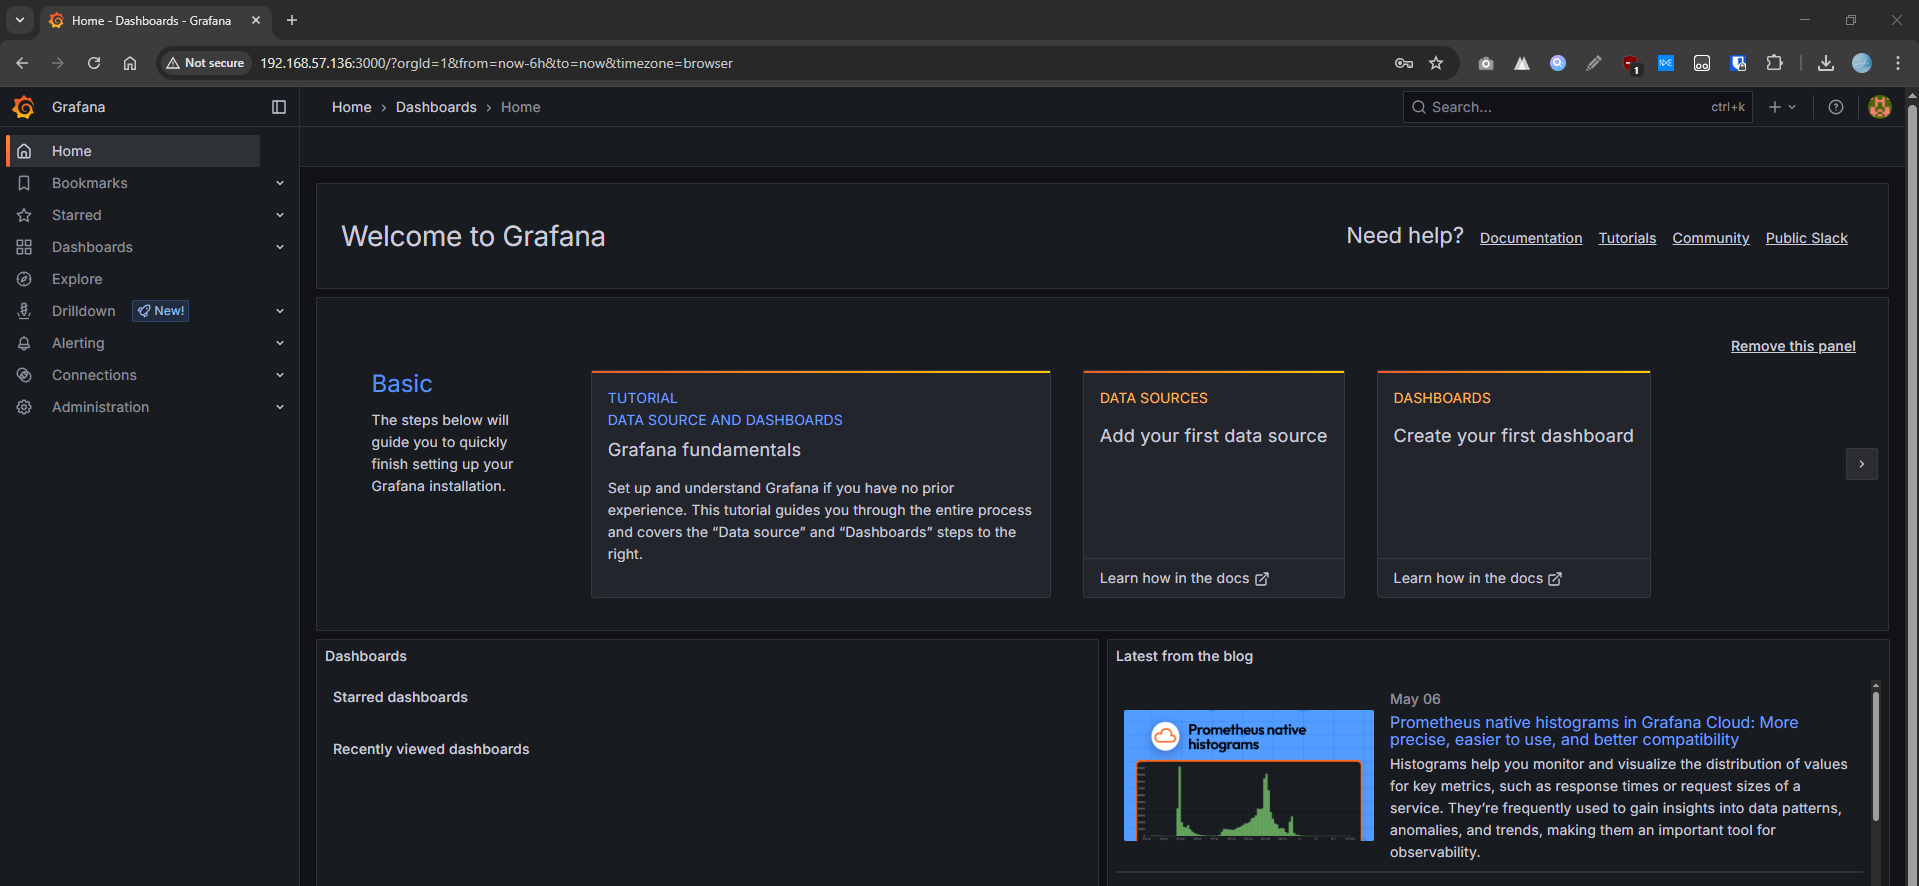 Home - Dashboards - Grafana
Not secure
192.168.57.136:3000/?orgId=1&from=now-6h&to=now&timezone=browser
1
Grafana
Home › Dashboards › Home
Search...
ctrl+k
Home
Bookmarks
Starred
Dashboards
Explore
Drilldown
New!
Alerting
Connections
Administration
Welcome to Grafana
Need help?
Documentation
Tutorials
Community
Public Slack
Remove this panel
Basic
The steps below will
guide you to quickly
finish setting up your
Grafana installation.
TUTORIAL
DATA SOURCE AND DASHBOARDS
Grafana fundamentals
Set up and understand Grafana if you have no prior
experience. This tutorial guides you through the entire process
and covers the “Data source” and “Dashboards” steps to the
right.
DATA SOURCES
Add your first data source
Learn how in the docs
DASHBOARDS
Create your first dashboard
Learn how in the docs
Dashboards
Starred dashboards
Recently viewed dashboards
Latest from the blog
Prometheus native
histograms
May 06
Prometheus native histograms in Grafana Cloud: More
precise, easier to use, and better compatibility
Histograms help you monitor and visualize the distribution of values
for key metrics, such as response times or request sizes of a
service. They’re frequently used to gain insights into data patterns,
anomalies, and trends, making them an important tool for
observability.